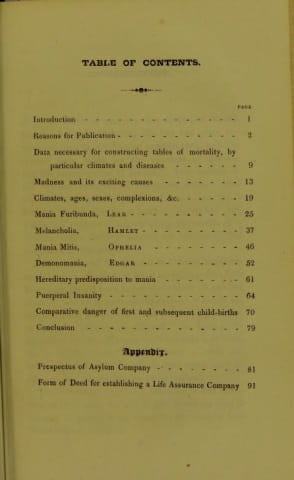 TABLE OF CONTENTS.
PAGE
Introduction - - - - - - - - - - - - - 1
Reasons for Publication - - - - - - - - - - 2
Data necessary for constructing tables of mortality, by
particular climates and diseases - - - - - - 9
Madness and its exciting causes - - - - - - - 13
Climates, ages, sexes, complexions, &c. - - - - - - 19
Mania Furibunda, LEAR - - - - - - - - - 25
Melancholia, HAMLET - - - - - - - - 37
Mania Mitis, OPHELIA - - - - - - - 46
Demonomania, EDGAR - - - - - - - - 52
Hereditary predisposition to mania - - - - - - - 61
Puerperal Insanity - - - - - - - - - - - 64
Comparative danger of first and subsequent child-births 70
Conclusion - - - - - - - - - - - - 79
Appendix.
Prospectus of Asylum Company - - - - - - - - 81
Form of Deed for establishing a Life Assurance Company 91